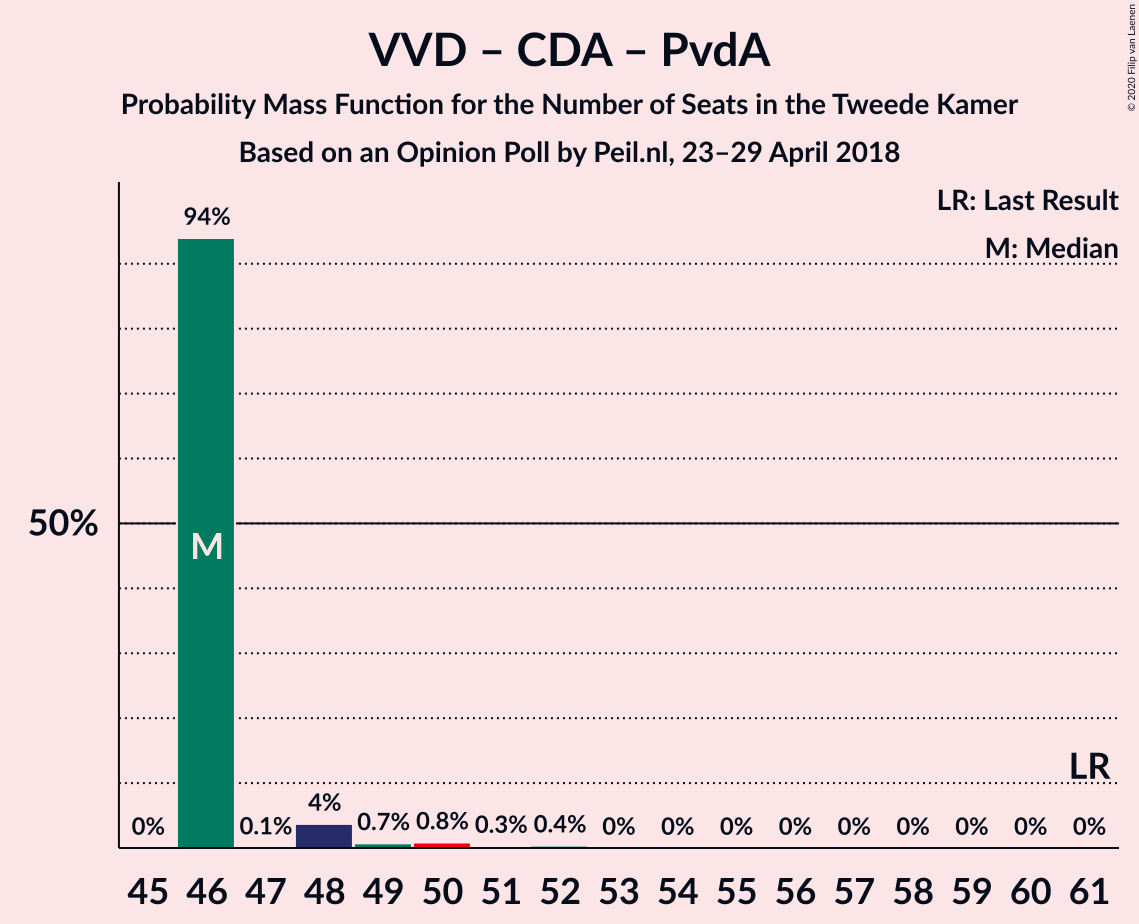 VVD – CDA – PvdA
Probability Mass Function for the Number of Seats in the Tweede Kamer
Based on an Opinion Poll by Peil.nl, 23–29 April 2018
© 2020 Filip van Laenen
LR: Last Result
M: Median
94%
50%
M
LR
0% 0.1% 4% 0.7% 0.8% 0.3% 0.4% 0% 0% 0% 0% 0% 0% 0% 0% 0%
45 46 47 48 49 50 51 52 53 54 55 56 57 58 59 60 61